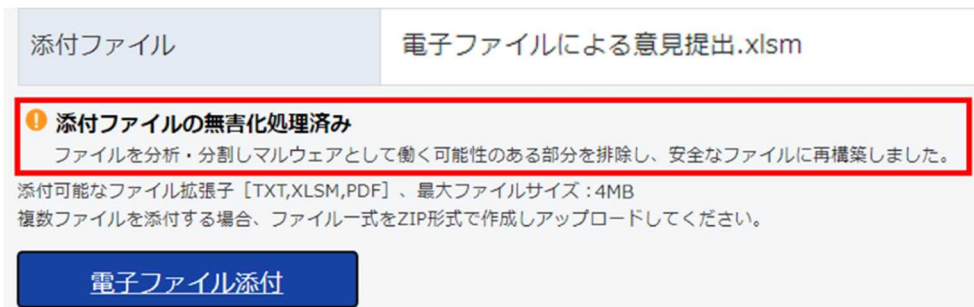 添付ファイル
電子ファイルによる意見提出.xlsm
添付ファイルの無害化処理済み
ファイルを分析・分割しマルウェアとして働く可能性のある部分を排除し、安全なファイルに再構築しました。
添付可能なファイル拡張子［TXT,XLSM,PDF］、最大ファイルサイズ：4MB
複数ファイルを添付する場合、ファイル一式をZIP形式で作成しアップロードしてください。
電子ファイル添付